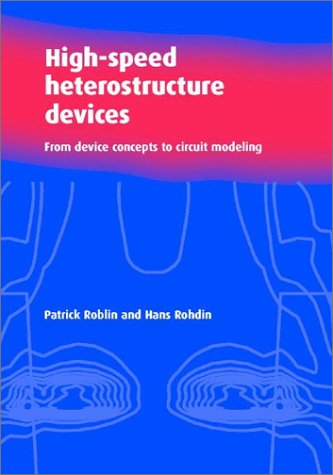 High-speed
heterostructure
devices
From device concepts to circuit modeling
Patrick Roblin and Hans Rohdin